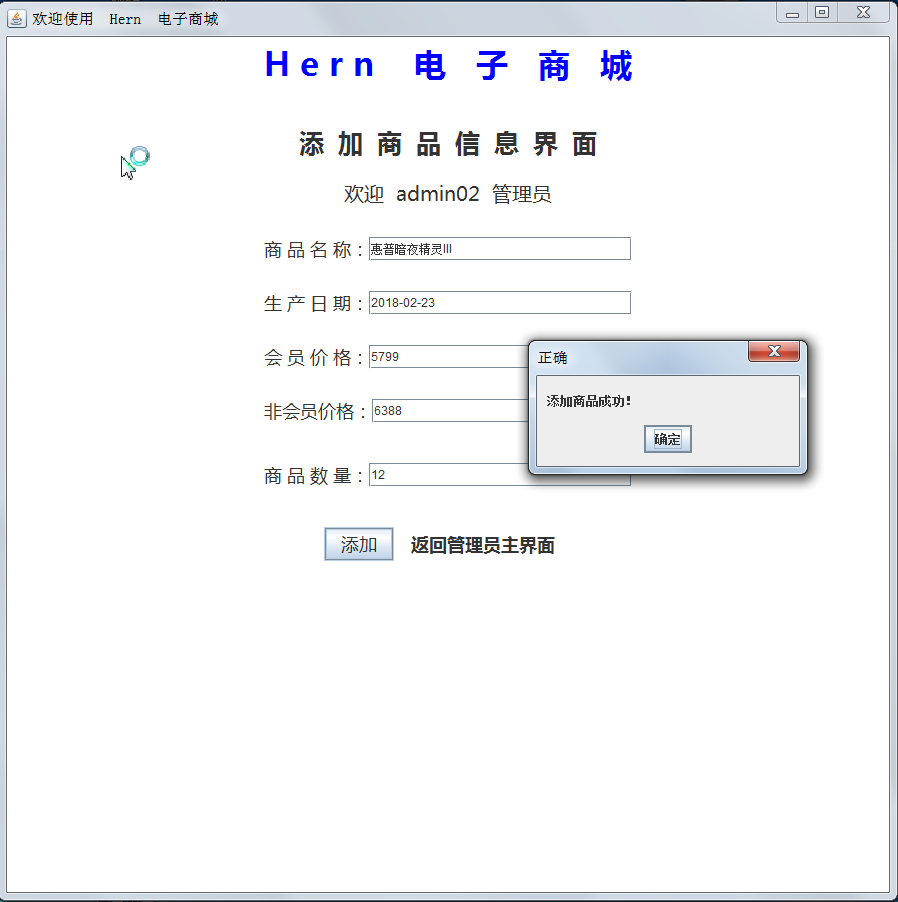 欢迎使用 Hern 电子商城
Hern 电子商城
添加商品信息界面
欢迎 admin02 管理员
商品名称：惠普暗夜精灵III
生产日期：2018-02-23
会员价格：5799
正确
添加商品成功！
非会员价格：6388
确定
商品数量：12
添加 返回管理员主界面